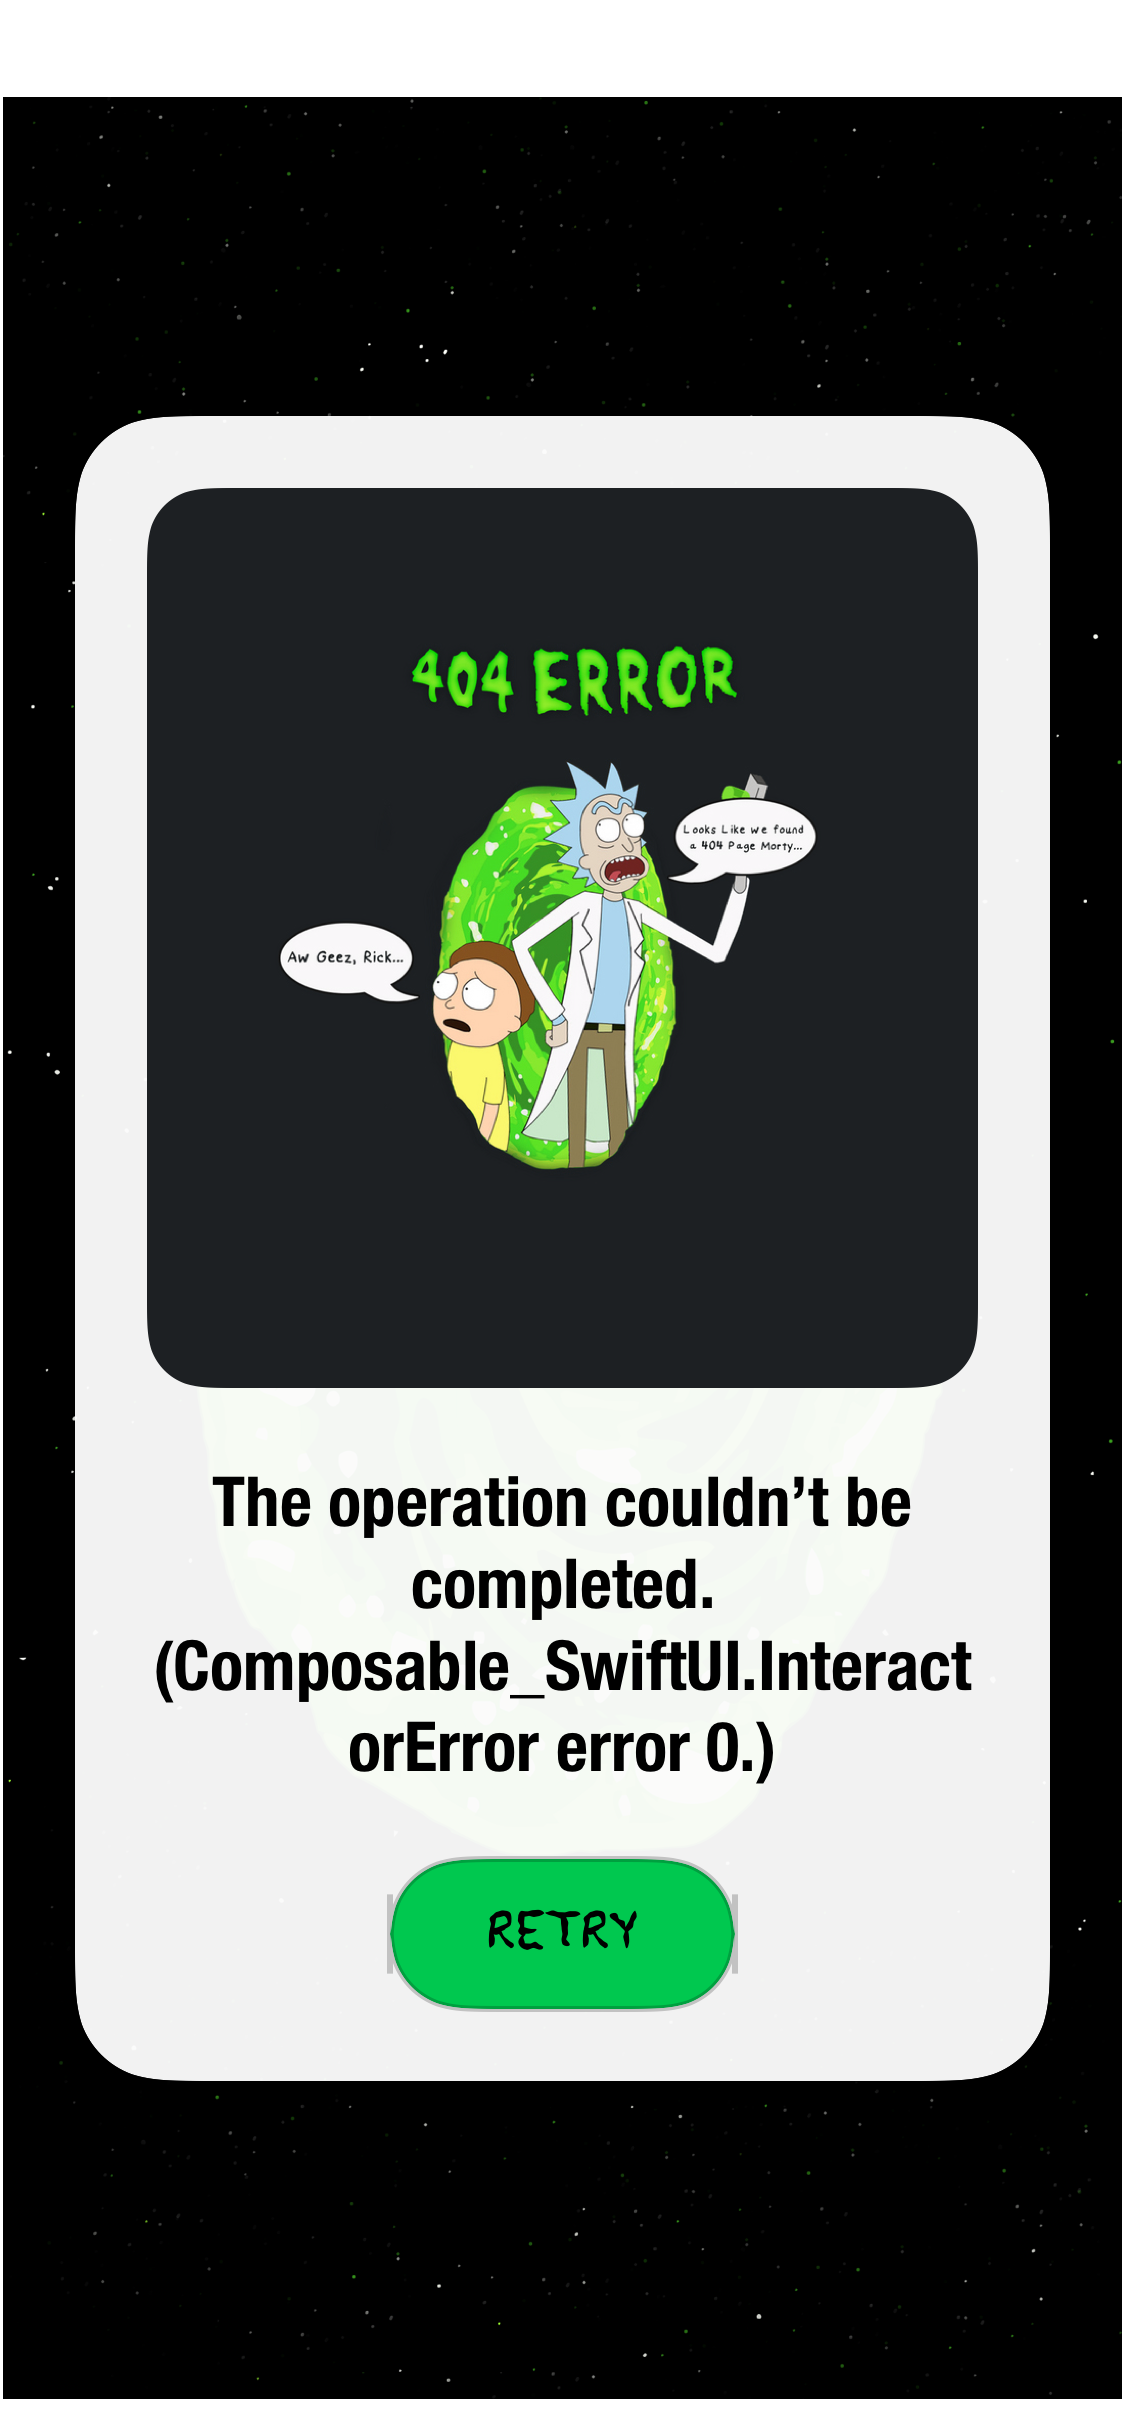 404 ERROR
Looks Like we found
a 404 Page Morty...
Aw Geez, Rick...
The operation couldn’t be
completed.
(Composable_SwiftUI.Interact
orError error 0.)
RETRY